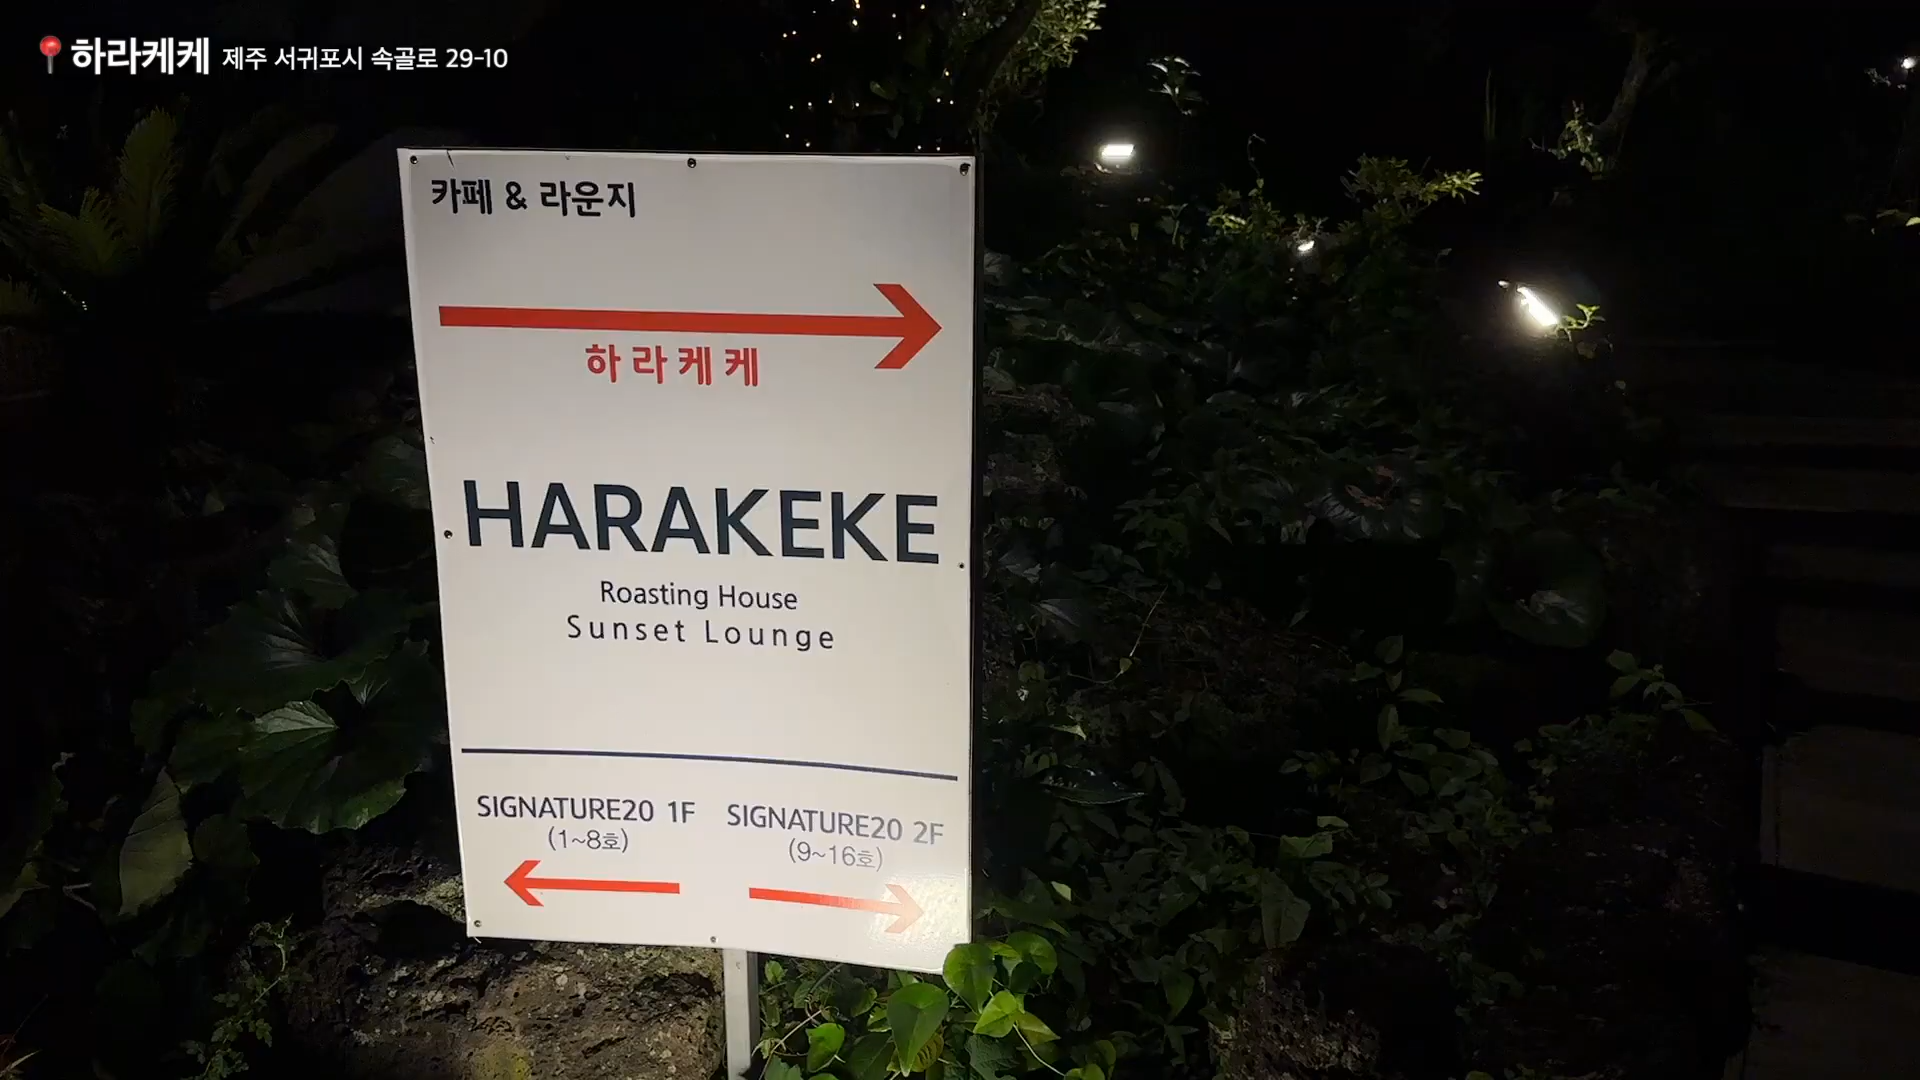 하라케케 제주 서귀포시 속골로 29-10
카페 & 라운지
하라케케
HARAKEKE
Roasting House
Sunset Lounge
SIGNATURE20 1F SIGNATURE20 2F
(1~8호) (9~16호)